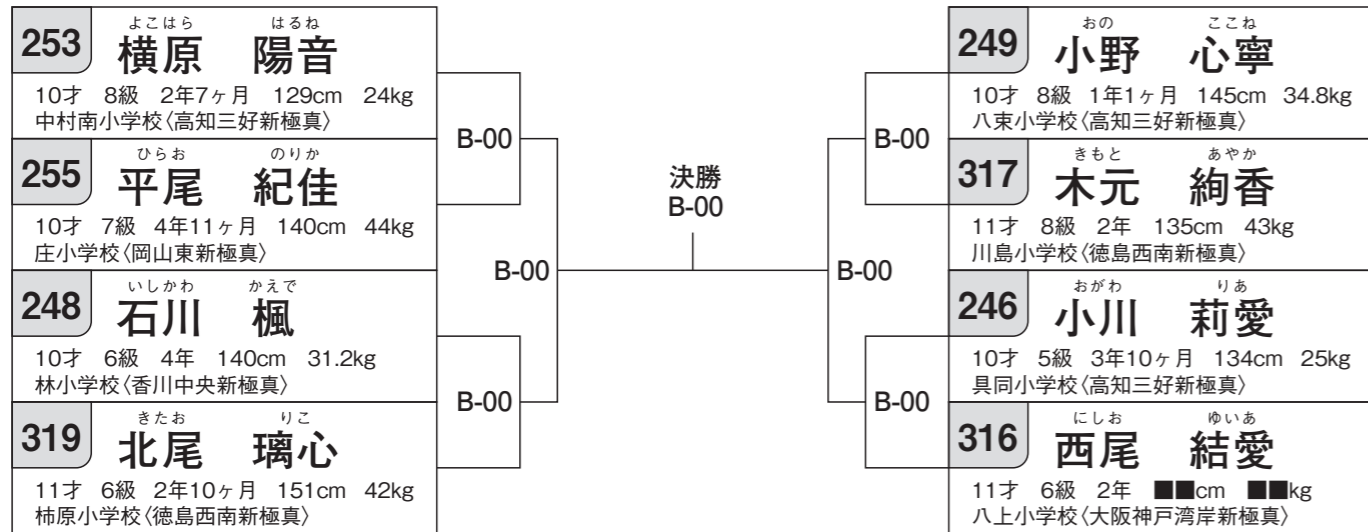 253
よこはら はるね
横原 陽音
10才 8級 2年7ヶ月 129cm 24kg
中村南小学校〈高知三好新極真〉
255
ひらお のりか
平尾 紀佳
10才 7級 4年11ヶ月 140cm 44kg
庄小学校〈岡山東新極真〉
248
いしかわ かえで
石川 楓
10才 6級 4年 140cm 31.2kg
林小学校〈香川中央新極真〉
319
きたお りこ
北尾 璃心
11才 6級 2年10ヶ月 151cm 42kg
柿原小学校〈徳島西南新極真〉
B-00
B-00
B-00
決勝
B-00
B-00
B-00
B-00
249
おの ここね
小野 心寧
10才 8級 1年1ヶ月 145cm 34.8kg
八束小学校〈高知三好新極真〉
317
きもと あやか
木元 絢香
11才 8級 2年 135cm 43kg
川島小学校〈徳島西南新極真〉
246
おがわ りあ
小川 莉愛
10才 5級 3年10ヶ月 134cm 25kg
具同小学校〈高知三好新極真〉
316
にしお ゆいあ
西尾 結愛
11才 6級 2年 ■■cm ■■kg
八上小学校〈大阪神戸湾岸新極真〉